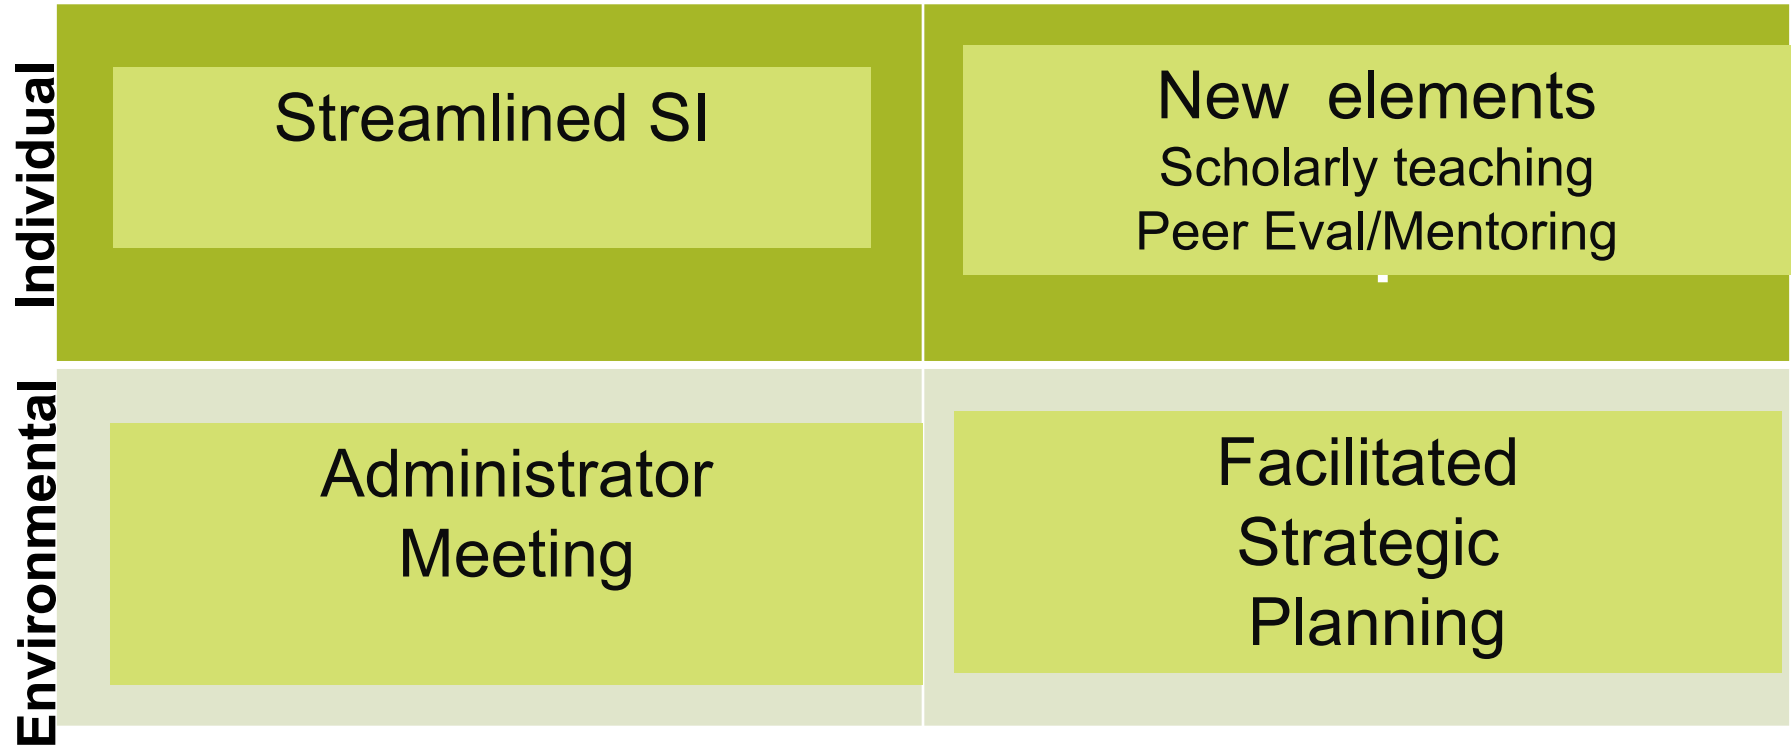 Individual
Streamlined SI
New elements
Scholarly teaching
Peer Eval/Mentoring
Environmental
Administrator
Meeting
Facilitated
Strategic
Planning